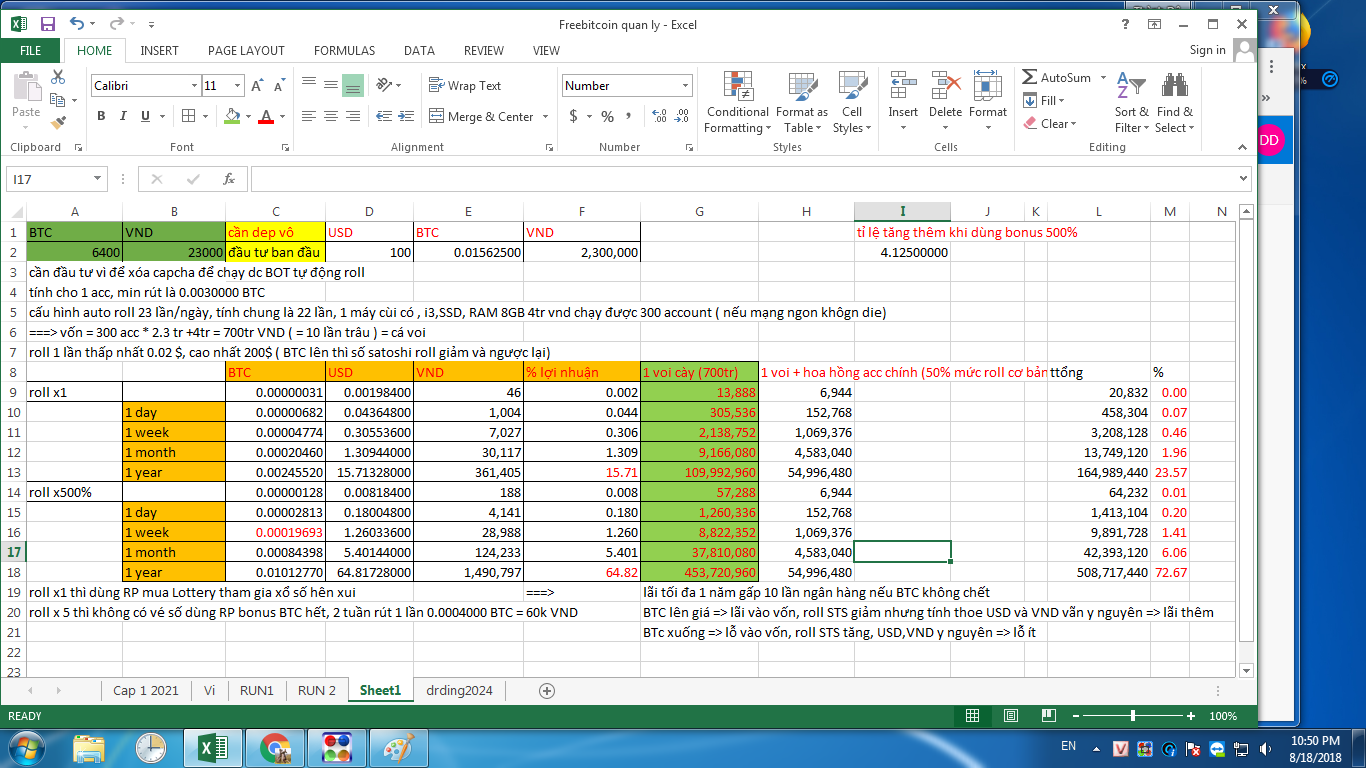 Freebitcoin quan ly - Excel
FILE HOME INSERT PAGE LAYOUT FORMULAS DATA REVIEW VIEW Sign in
Paste
Calibri 11
B I U
Wrap Text
Merge & Center
Number
$ % ,
Conditional Formatting
Format as Table
Cell Styles
Insert Delete Format
AutoSum
Fill
Clear
Sort & Filter
Find & Select
Clipboard Font Alignment Number Styles Cells Editing
DD
I17 fx
A B C D E F G H I J K L M N
1 BTC VND cần dep vô USD BTC VND tỉ lệ tăng thêm khi dùng bonus 500%
2 6400 23000 đầu tư ban đầu 100 0.01562500 2,300,000 4.12500000
3 cần đầu tư vì để xóa capcha để chạy dc BOT tự động roll
4 tính cho 1 acc, min rút là 0.0030000 BTC
5 cấu hình auto roll 23 lần/ngày, tính chung là 22 lần, 1 máy cùi có , i3,SSD, RAM 8GB 4tr vnd chạy được 300 account ( nếu mạng ngon khôgn die)
6 ===> vốn = 300 acc * 2.3 tr +4tr = 700tr VND ( = 10 lần trâu ) = cá voi
7 roll 1 lần thấp nhất 0.02 $, cao nhất 200$ ( BTC lên thì số satoshi roll giảm và ngược lại)
8 BTC USD VND % lợi nhuận 1 voi cày (700tr) 1 voi + hoa hồng acc chính (50% mức roll cơ bản ttổng %
9 roll x1 0.00000031 0.00198400 46 0.002 13,888 6,944 20,832 0.00
10 1 day 0.00000682 0.04364800 1,004 0.044 305,536 152,768 458,304 0.07
11 1 week 0.00004774 0.30553600 7,027 0.306 2,138,752 1,069,376 3,208,128 0.46
12 1 month 0.00020460 1.30944000 30,117 1.309 9,166,080 4,583,040 13,749,120 1.96
13 1 year 0.00245520 15.71328000 361,405 15.71 109,992,960 54,996,480 164,989,440 23.57
14 roll x500% 0.00000128 0.00818400 188 0.008 57,288 6,944 64,232 0.01
15 1 day 0.00002813 0.18004800 4,141 0.180 1,260,336 152,768 1,413,104 0.20
16 1 week 0.00019693 1.26033600 28,988 1.260 8,822,352 1,069,376 9,891,728 1.41
17 1 month 0.00084398 5.40144000 124,233 5.401 37,810,080 4,583,040 42,393,120 6.06
18 1 year 0.01012770 64.81728000 1,490,797 64.82 453,720,960 54,996,480 508,717,440 72.67
19 roll x1 thì dùng RP mua Lottery tham gia xổ số hên xui ===> lãi tối đa 1 năm gấp 10 lần ngân hàng nếu BTC không chết
20 roll x 5 thì không có vé số dùng RP bonus BTC hết, 2 tuần rút 1 lần 0.0004000 BTC = 60k VND BTC lên giá => lãi vào vốn, roll STS giảm nhưng tính thoe USD và VND vẫn y nguyên => lãi thêm
21 BTc xuống => lỗ vào vốn, roll STS tăng, USD,VND y nguyên => lỗ ít
22
23
Cap 1 2021 Vi RUN1 RUN 2 Sheet1 drding2024
READY 100%
EN 10:50 PM
8/18/2018